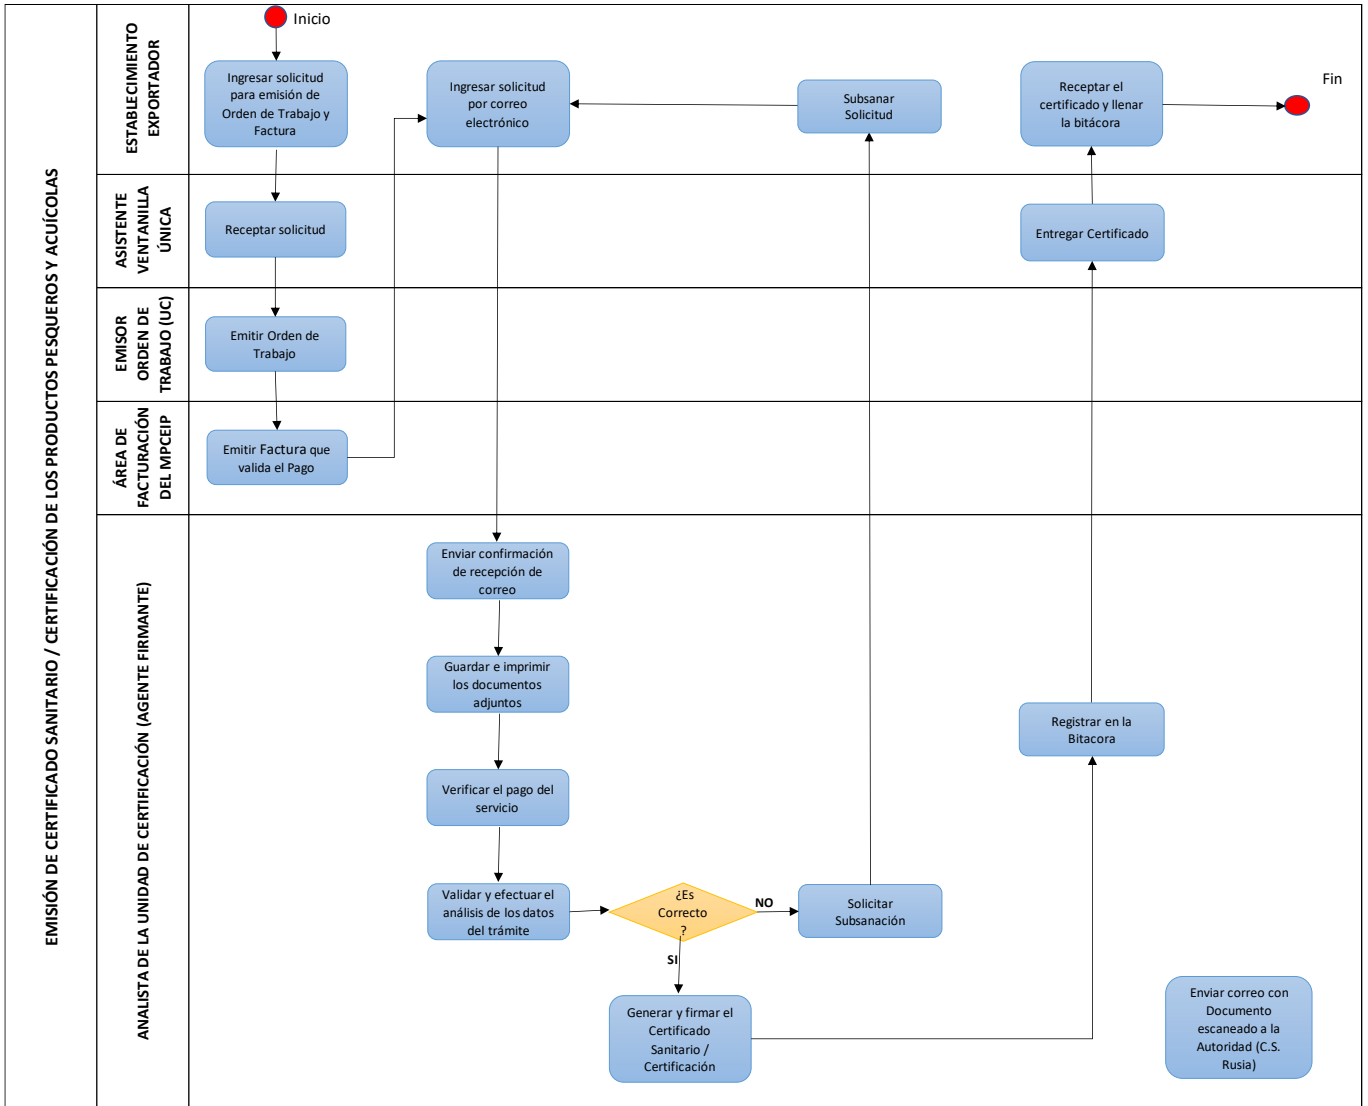 EMISIÓN DE CERTIFICADO SANITARIO / CERTIFICACIÓN DE LOS PRODUCTOS PESQUEROS Y ACUÍCOLAS
ESTABLECIMIENTO
EXPORTADOR
Inicio
Ingresar solicitud
para emisión de
Orden de Trabajo y
Factura
Ingresar solicitud
por correo
electrónico
Subsanar
Solicitud
Receptar el
certificado y llenar
la bitácora
Fin
ASISTENTE
VENTANILLA
ÚNICA
Receptar solicitud
Entregar Certificado
EMISOR
ORDEN DE
TRABAJO (UC)
Emitir Orden de
Trabajo
ÁREA DE
FACTURACIÓN
DEL MPCEIP
Emitir Factura que
valida el Pago
ANALISTA DE LA UNIDAD DE CERTIFICACIÓN (AGENTE FIRMANTE)
Enviar confirmación
de recepción de
correo
Guardar e imprimir
los documentos
adjuntos
Registrar en la
Bitacora
Verificar el pago del
servicio
Validar y efectuar el
análisis de los datos
del trámite
¿Es
Correcto
?
NO
Solicitar
Subsanación
SI
Generar y firmar el
Certificado
Sanitario /
Certificación
Enviar correo con
Documento
escaneado a la
Autoridad (C.S.
Rusia)